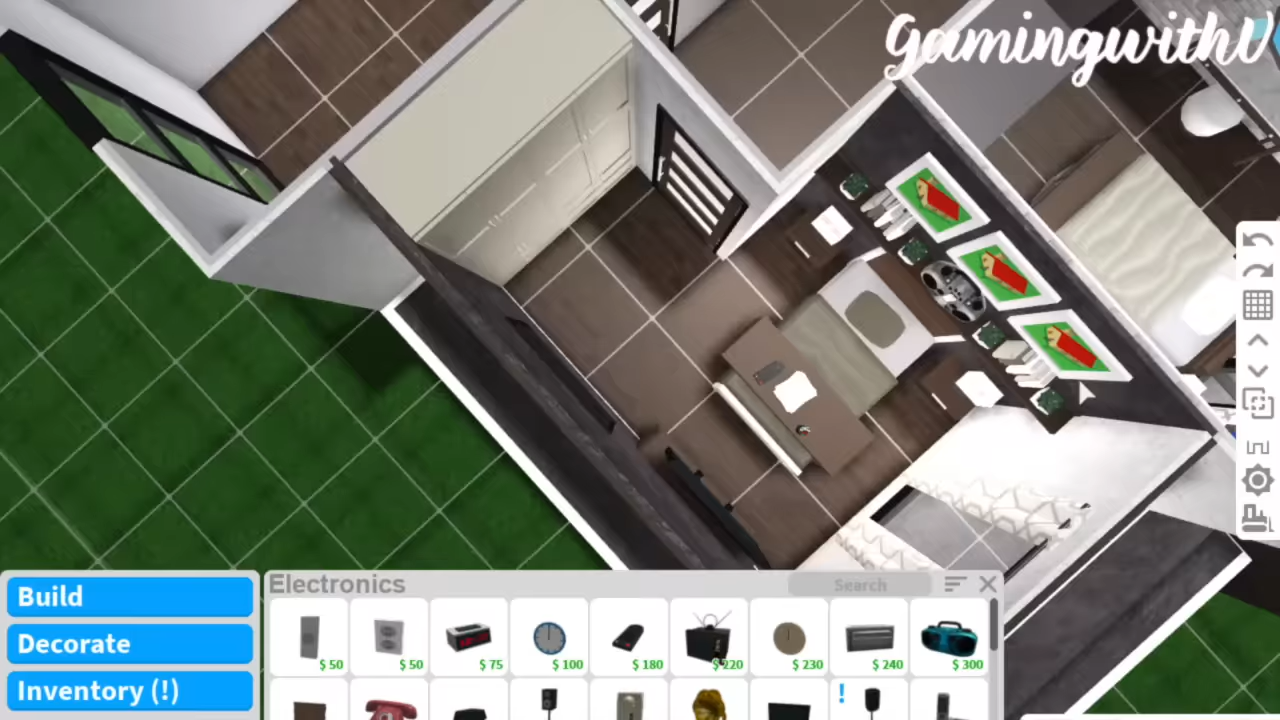 GamingwithV
Electronics
Search
Build
Decorate
Inventory (!)
$ 50
$ 50
$ 75
$ 100
$ 180
$ 220
$ 230
$ 240
$ 300
!